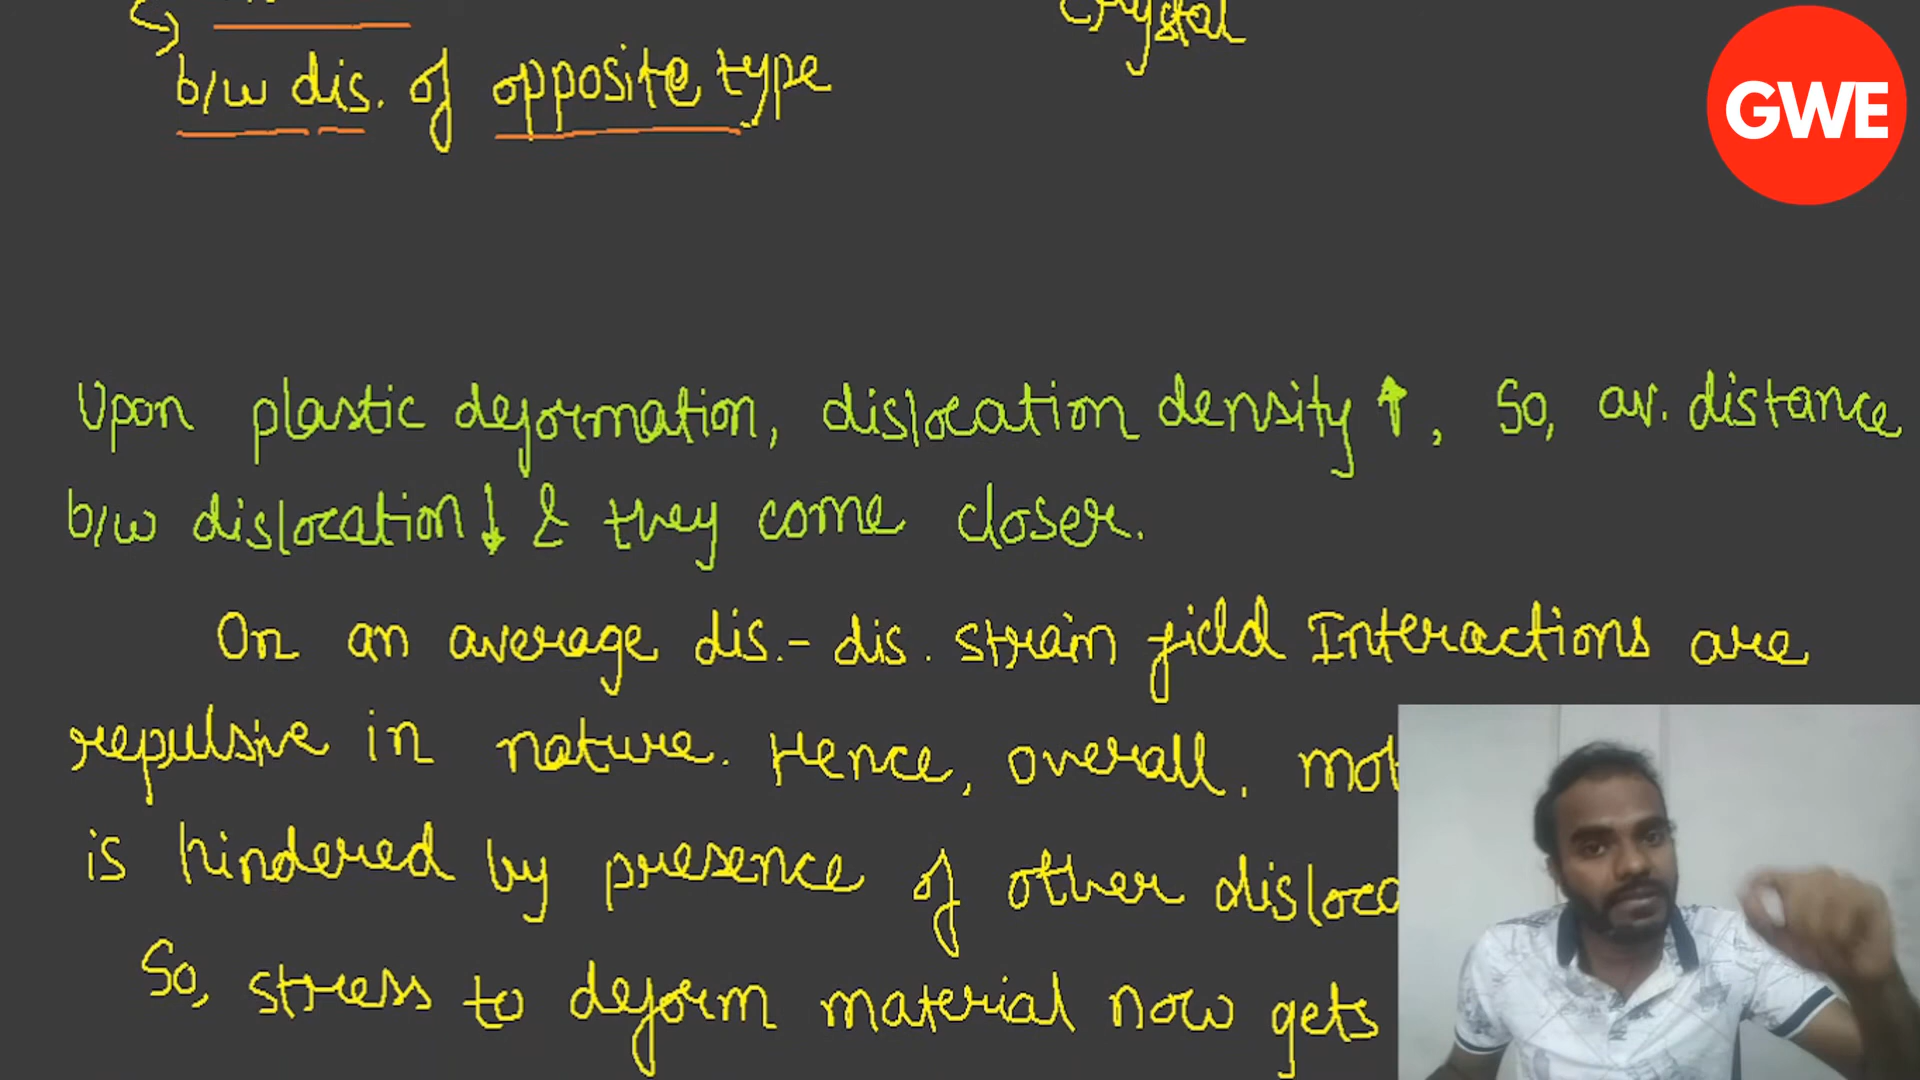 Crystal
b/w dis. of opposite type
GWE
Upon plastic deformation, dislocation density ↑, So, av. distance
b/w dislocation ↓ & they come closer.
On an average dis. - dis. strain field Interactions are
repulsive in nature. Hence, overall,
is hindered by presence of other
So, stress to deform material now gets